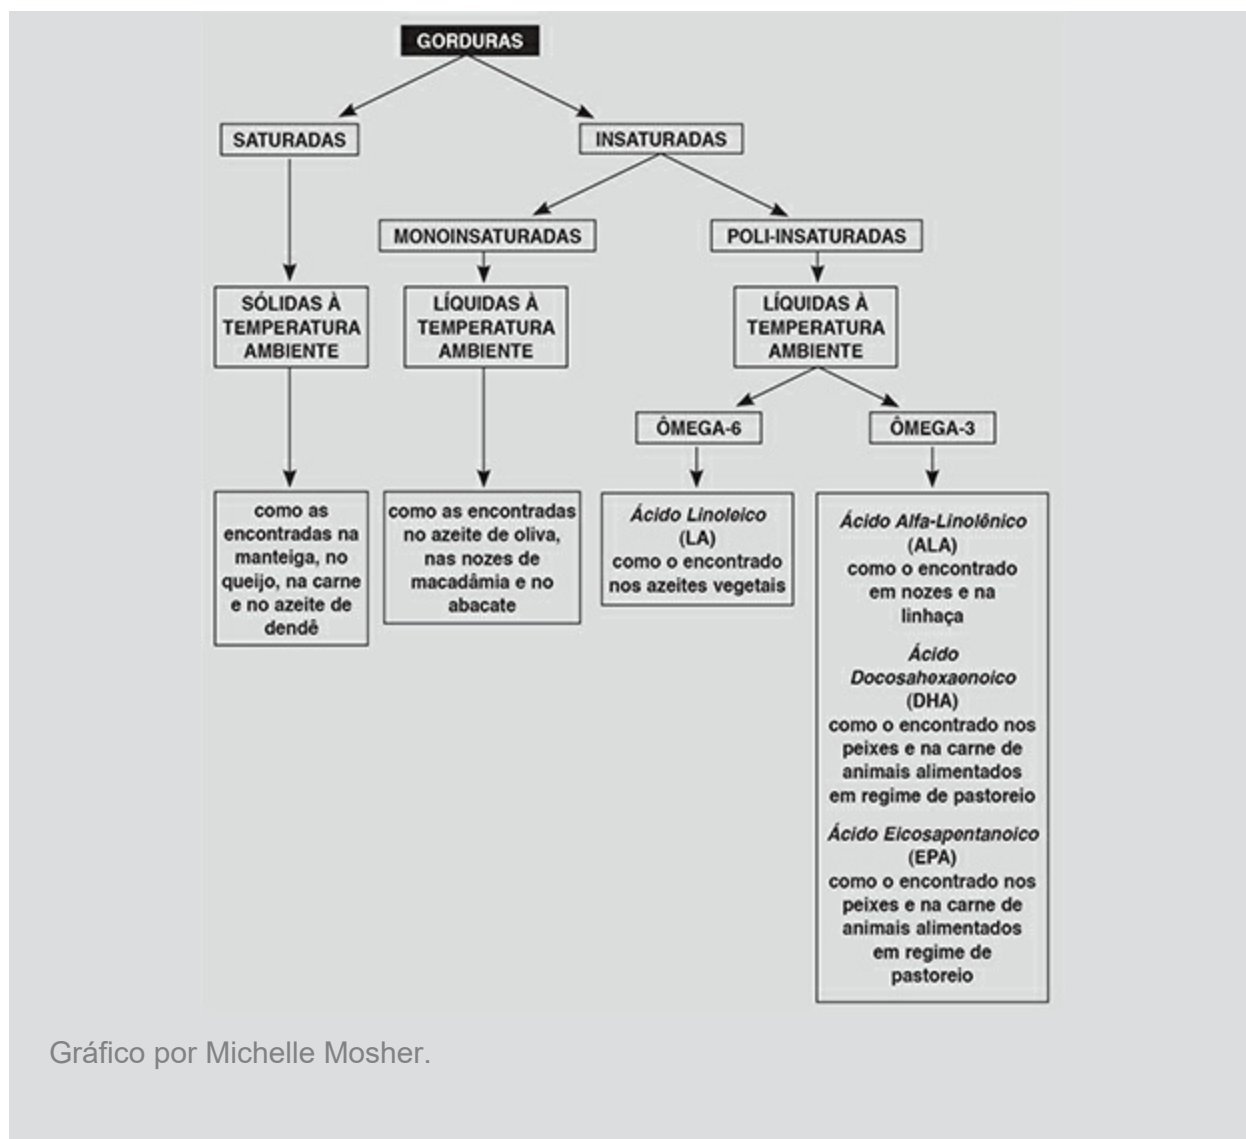 GORDURAS
SATURADAS
INSATURADAS
MONOINSATURADAS
POLI-INSATURADAS
SÓLIDAS À
TEMPERATURA
AMBIENTE
LÍQUIDAS À
TEMPERATURA
AMBIENTE
LÍQUIDAS À
TEMPERATURA
AMBIENTE
ÔMEGA-6
ÔMEGA-3
como as
encontradas na
manteiga, no
queijo, na carne
e no azeite de
dendê
como as encontradas
no azeite de oliva,
nas nozes de
macadâmia e no
abacate
Ácido Linoleico
(LA)
como o encontrado
nos azeites vegetais
Ácido Alfa-Linolênico
(ALA)
como o encontrado
em nozes e na
linhaça
Ácido
Docosahexaenoico
(DHA)
como o encontrado nos
peixes e na carne de
animais alimentados
em regime de pastoreio
Ácido Eicosapentanoico
(EPA)
como o encontrado nos
peixes e na carne de
animais alimentados
em regime de
pastoreio
Gráfico por Michelle Mosher.